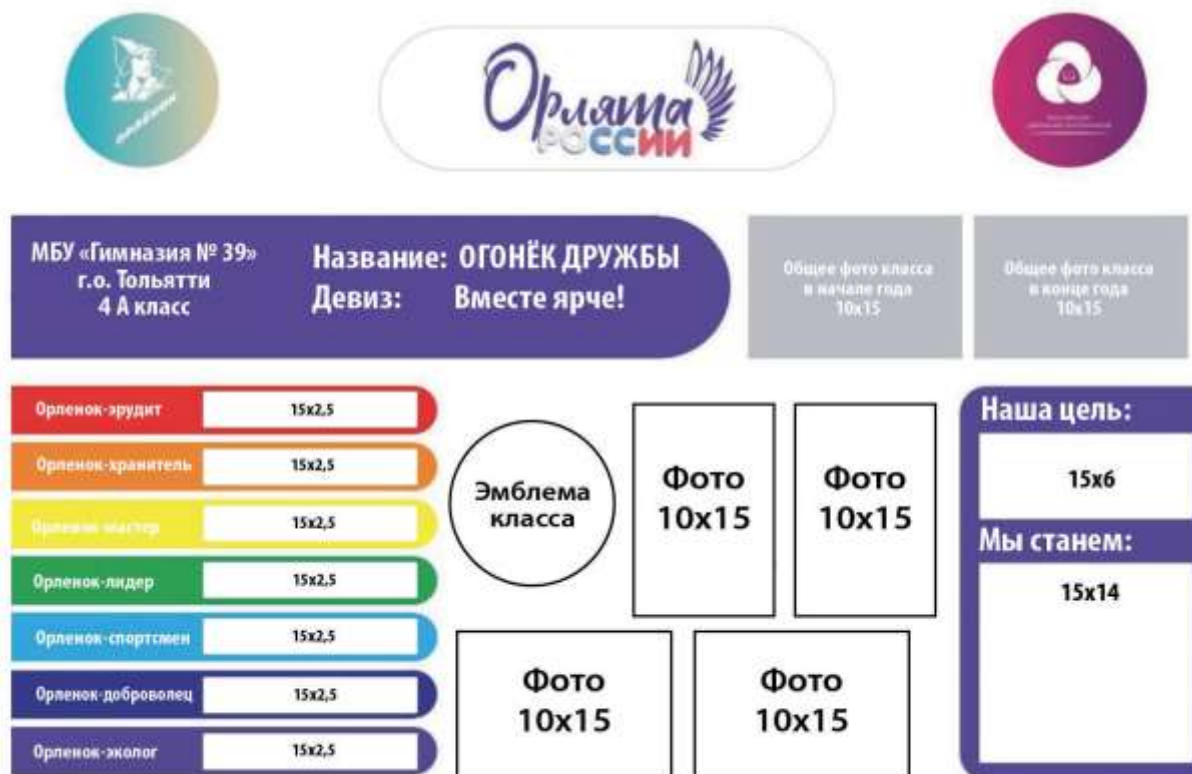 орлёнок
Орлята
РОССИИ
МБУ «Гимназия № 39»
г.о. Тольятти
4 А класс
Название: ОГОНЁК ДРУЖБЫ
Девиз: Вместе ярче!
Общее фото класса
в начале года
10х15
Общее фото класса
в конце года
10х15
Орленок-эрудит
15х2,5
Орленок-хранитель
15х2,5
Орленок-мастер
15х2,5
Орленок-лидер
15х2,5
Орленок-спортсмен
15х2,5
Орленок-доброволец
15х2,5
Орленок-эколог
15х2,5
Эмблема
класса
Фото
10х15
Фото
10х15
Фото
10х15
Фото
10х15
Наша цель:
15х6
Мы станем:
15х14